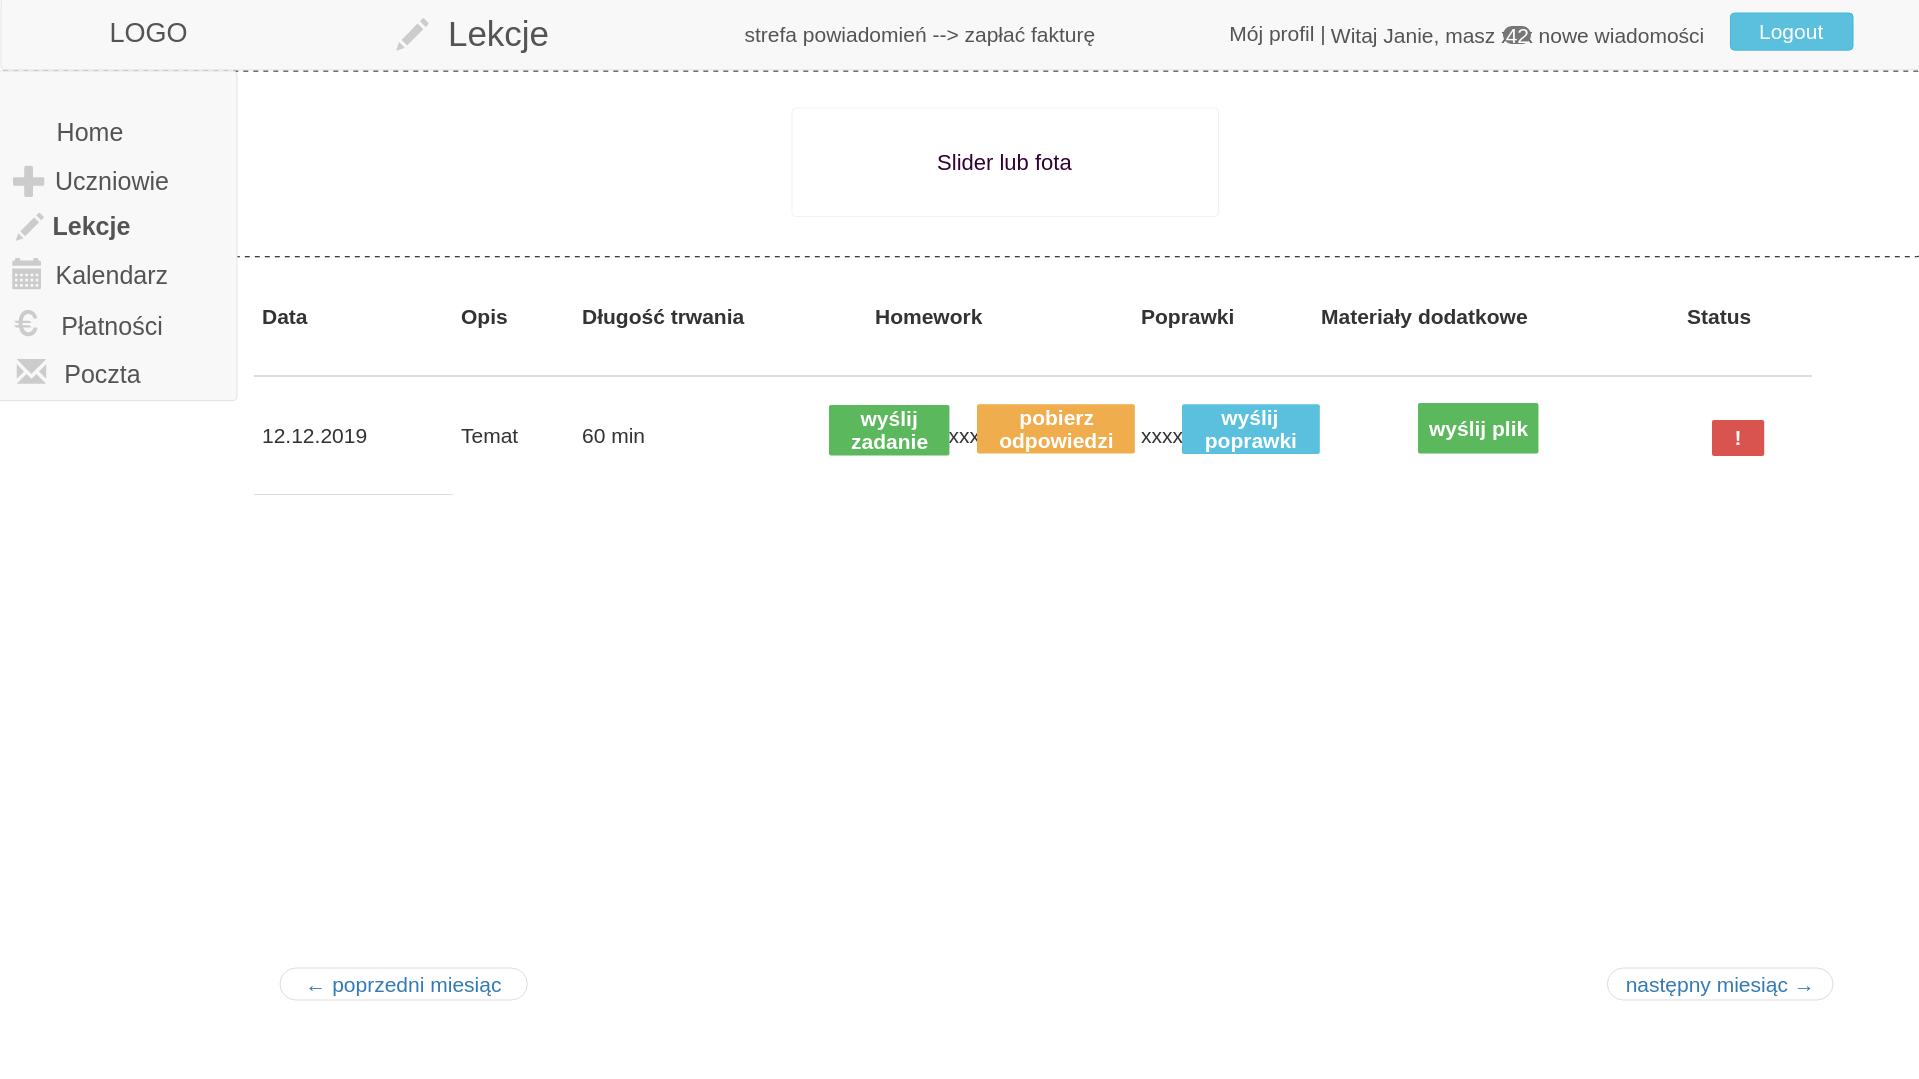 LOGO
Lekcje
strefa powiadomień --> zapłać fakturę
Mój profil | Witaj Janie, masz 42 nowe wiadomości
Logout
Home
Uczniowie
Lekcje
Kalendarz
€ Płatności
Poczta
Slider lub fota
Data Opis Długość trwania Homework Poprawki Materiały dodatkowe Status
12.12.2019 Temat 60 min
wyślij
zadanie
xxx
pobierz
odpowiedzi
xxxx
wyślij
poprawki
wyślij plik
!
← poprzedni miesiąc
następny miesiąc →